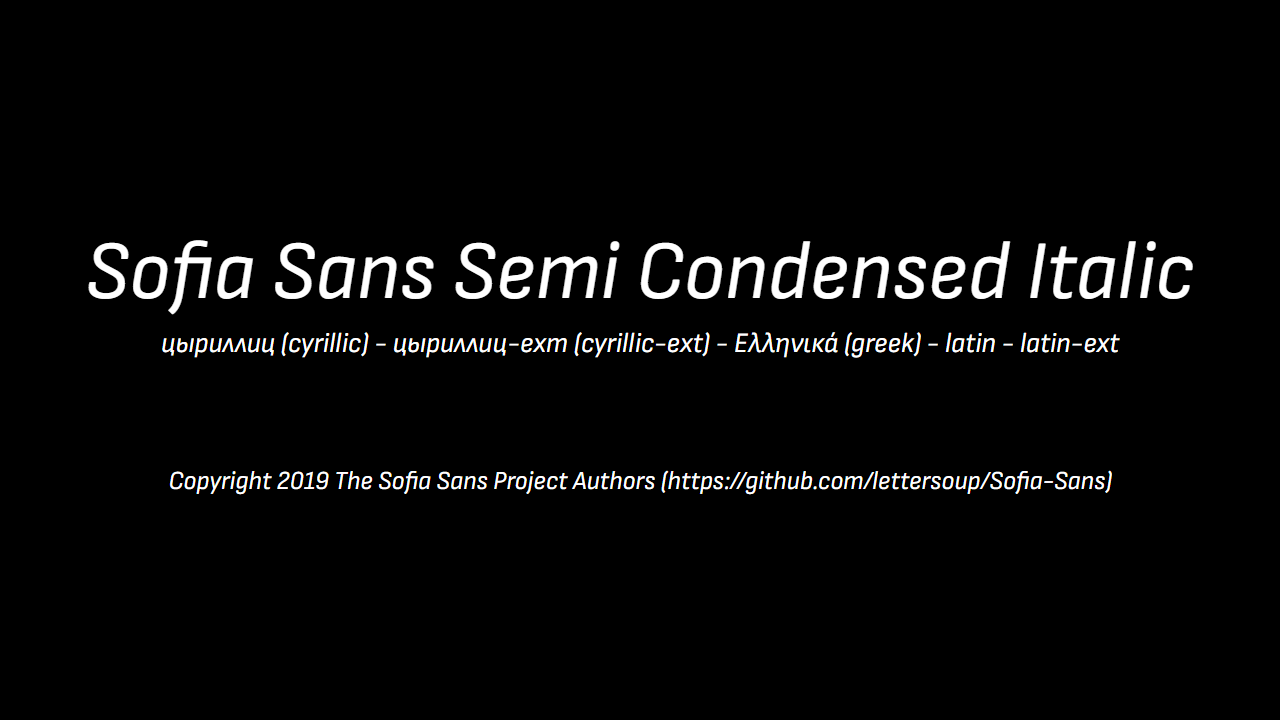 Sofia Sans Semi Condensed Italic
цыриллиц (cyrillic) - цыриллиц-ехт (cyrillic-ext) - Ελληνικά (greek) - latin - latin-ext
Copyright 2019 The Sofia Sans Project Authors (https://github.com/lettersoup/Sofia-Sans)